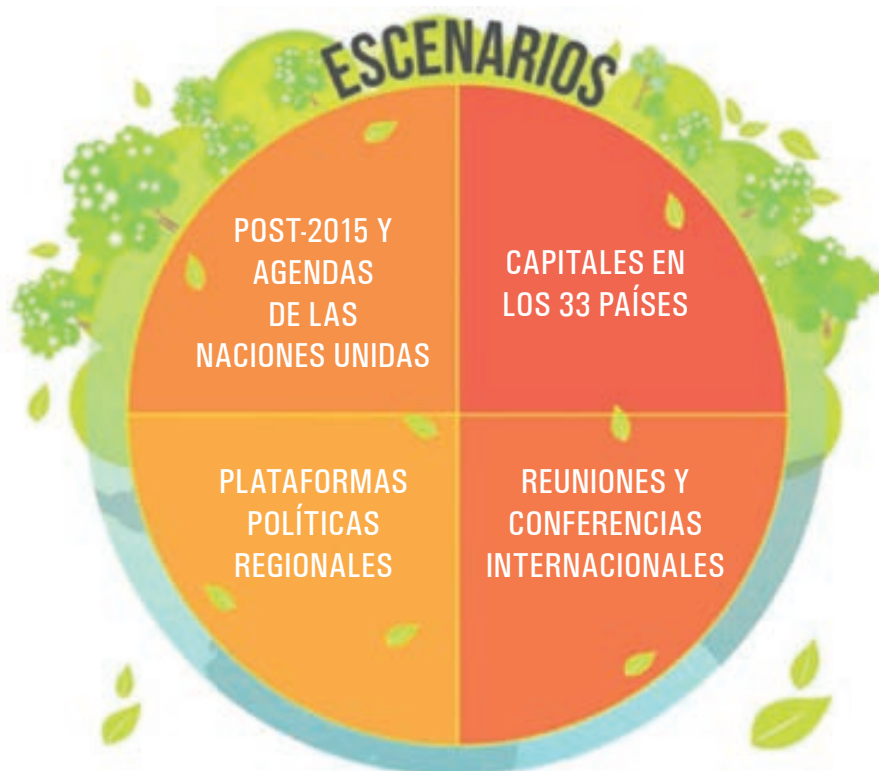 ESCENARIOS
POST-2015 Y
AGENDAS
DE LAS
NACIONES UNIDAS
CAPITALES EN
LOS 33 PAÍSES
PLATAFORMAS
POLÍTICAS
REGIONALES
REUNIONES Y
CONFERENCIAS
INTERNACIONALES